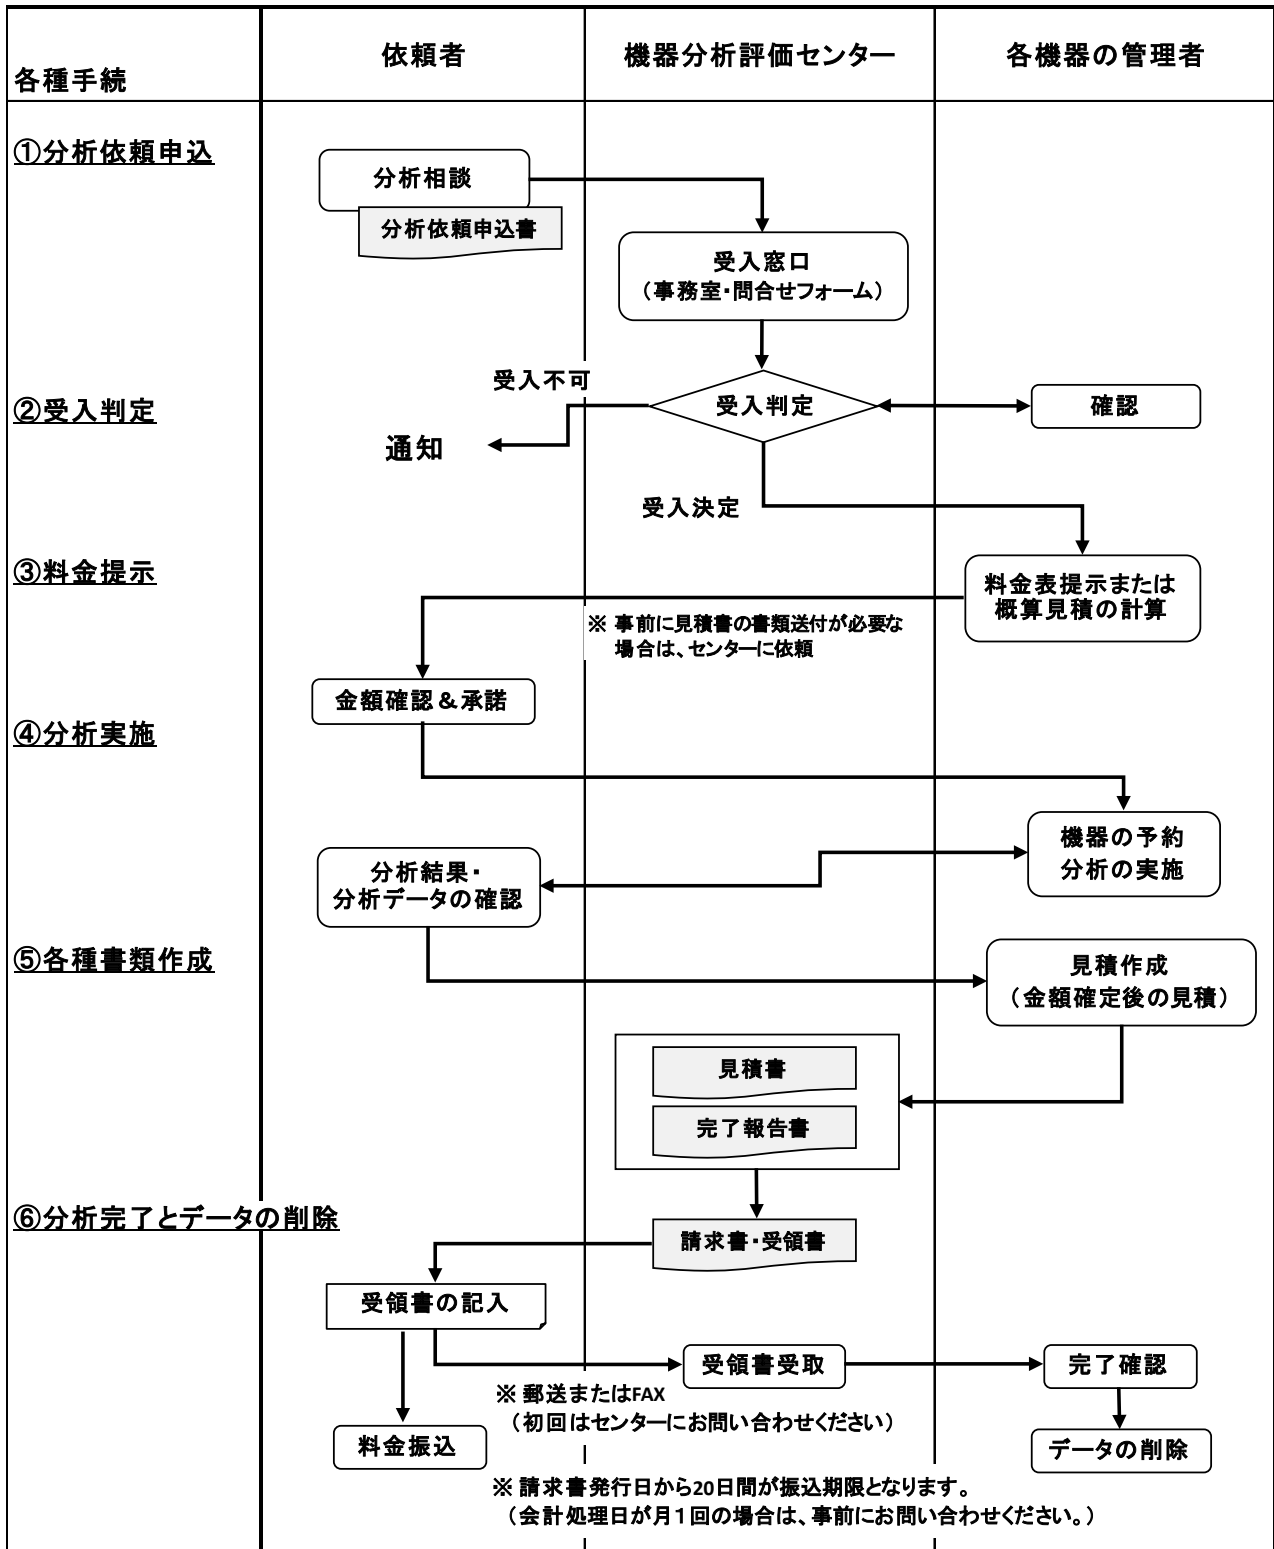 各種手続
依頼者
機器分析評価センター
各機器の管理者
①分析依頼申込
分析相談
分析依頼申込書
受入窓口
（事務室・問合せフォーム）
②受入判定
受入不可
受入判定
確認
通知
受入決定
③料金提示
料金表提示または
概算見積の計算
※ 事前に見積書の書類送付が必要な
場合は、センターに依頼
金額確認＆承諾
④分析実施
機器の予約
分析の実施
分析結果・
分析データの確認
⑤各種書類作成
見積作成
（金額確定後の見積）
見積書
完了報告書
⑥分析完了とデータの削除
請求書・受領書
受領書の記入
受領書受取
完了確認
※ 郵送またはFAX
（初回はセンターにお問い合わせください）
料金振込
データの削除
※ 請求書発行日から20日間が振込期限となります。
（会計処理日が月１回の場合は、事前にお問い合わせください。）